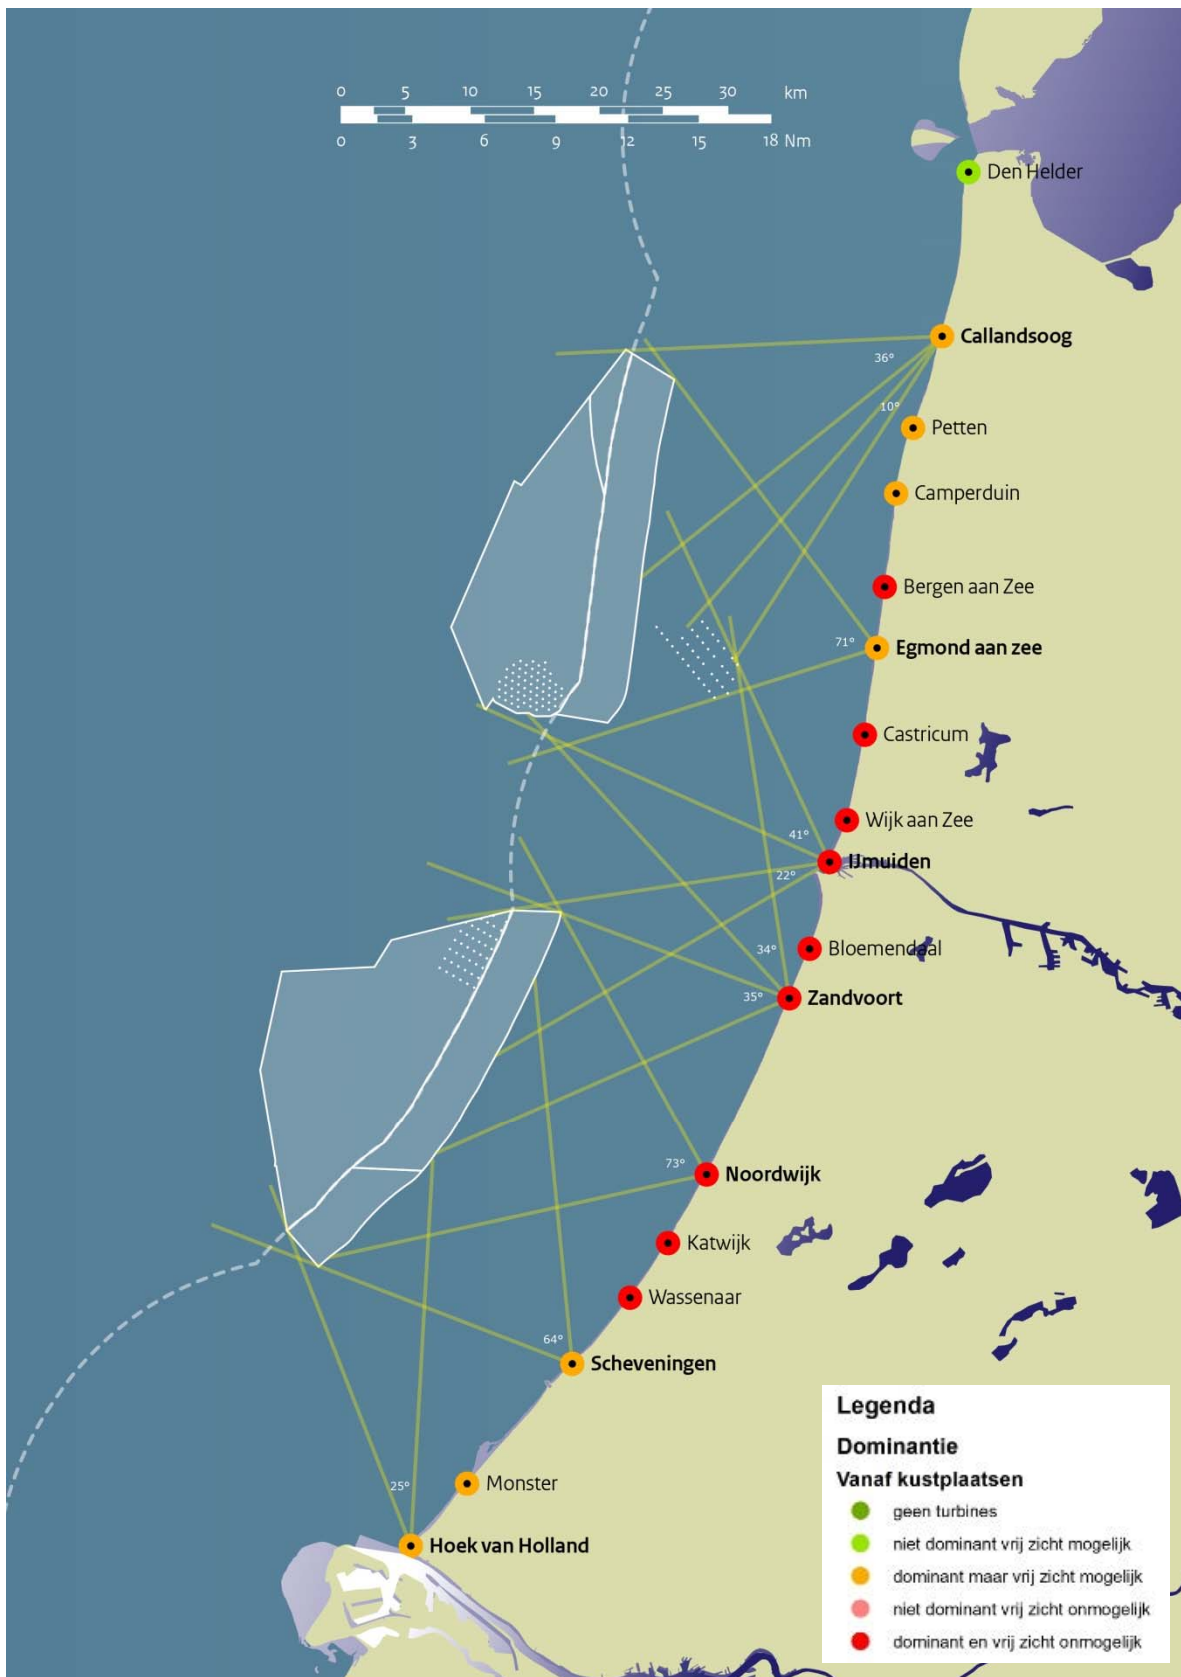 0 5 10 15 20 25 30 km
0 3 6 9 12 15 18 Nm
Den Helder
Callandsoog
36°
10°
Petten
Camperduin
Bergen aan Zee
71°
Egmond aan zee
Castricum
Wijk aan Zee
41°
IJmuiden
22°
34°
Bloemendaal
35°
Zandvoort
73°
Noordwijk
Katwijk
Wassenaar
64°
Scheveningen
25°
Monster
Hoek van Holland
Legenda
Dominantie
Vanaf kustplaatsen
geen turbines
niet dominant vrij zicht mogelijk
dominant maar vrij zicht mogelijk
niet dominant vrij zicht onmogelijk
dominant en vrij zicht onmogelijk